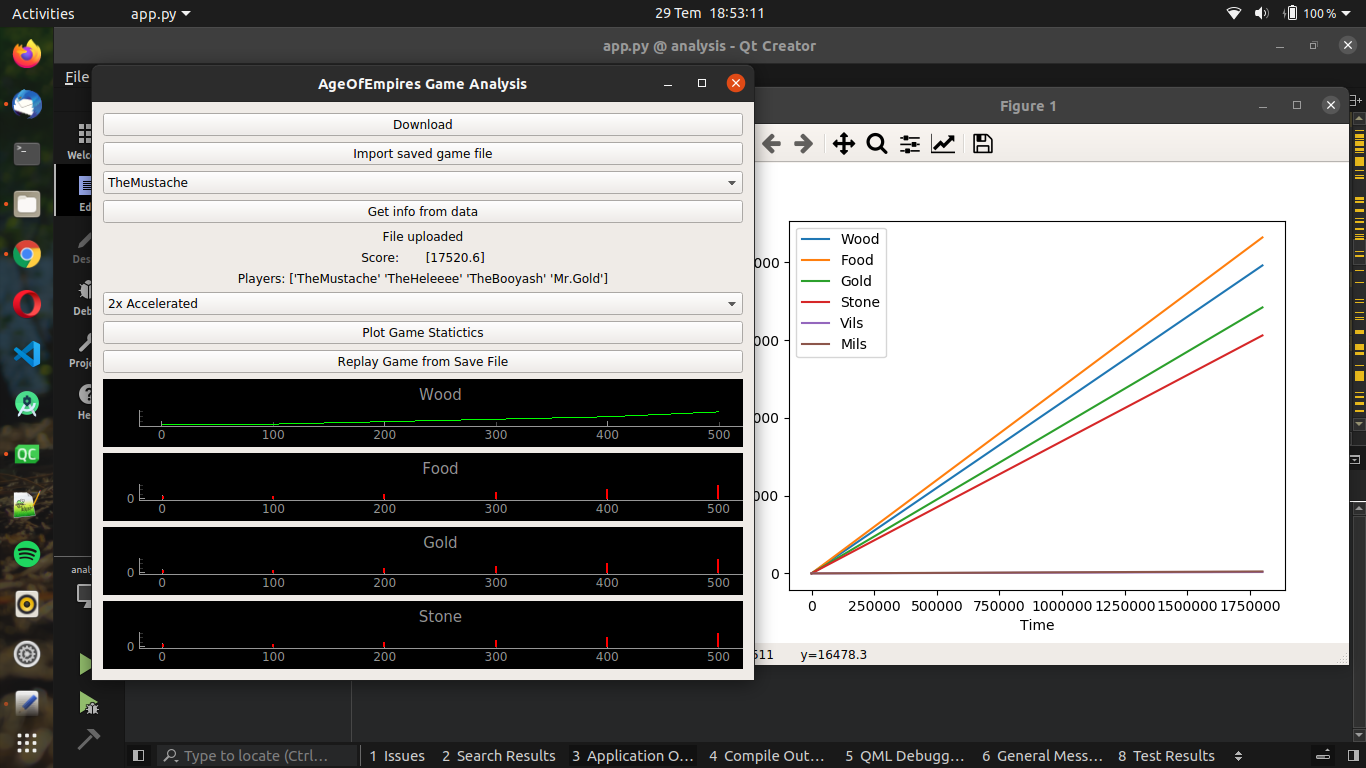 Activities app.py 29 Tem 18:53:11 100 %
app.py @ analysis - Qt Creator
File
AgeOfEmpires Game Analysis
Download
Import saved game file
TheMustache
Get info from data
File uploaded
Score: [17520.6]
Players: ['TheMustache' 'TheHeleeee' 'TheBooyash' 'Mr.Gold']
2x Accelerated
Plot Game Statictics
Replay Game from Save File
Wood
0 100 200 300 400 500
Food
0
0 100 200 300 400 500
Gold
0
0 100 200 300 400 500
Stone
0
0 100 200 300 400 500
Figure 1
Wood
Food
Gold
Stone
Vils
Mils
000
000
000
000
0
0 250000 500000 750000 1000000 1250000 1500000 1750000
Time
511 y=16478.3
Welco
Ed
Des
Deb
Proje
He
analy
QC
Type to locate (Ctrl... 1 Issues 2 Search Results 3 Application O... 4 Compile Out... 5 QML Debugg... 6 General Mess... 8 Test Results